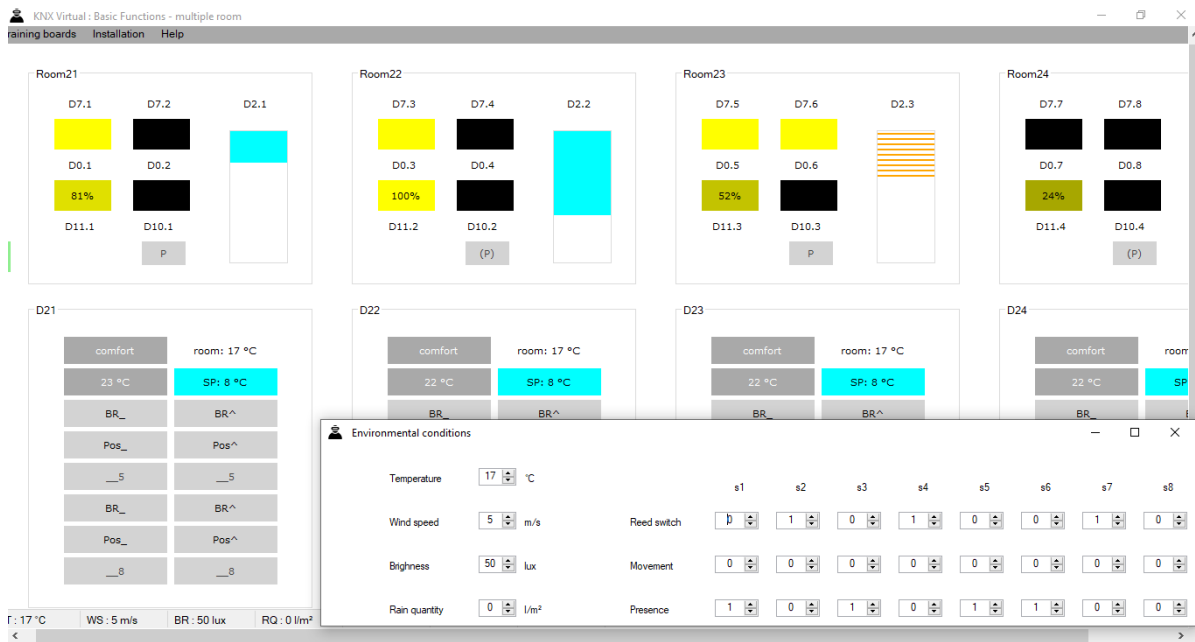 KNX Virtual : Basic Functions - multiple room
raining boards Installation Help
Room21 Room22 Room23 Room24
D7.1 D7.2 D2.1 D7.3 D7.4 D2.2 D7.5 D7.6 D2.3 D7.7 D7.8
D0.1 D0.2 D0.3 D0.4 D0.5 D0.6 D0.7 D0.8
81% 100% 52% 24%
D11.1 D10.1 D11.2 D10.2 D11.3 D10.3 D11.4 D10.4
P (P) P (P)
D21 D22 D23 D24
comfort room: 17 °C comfort room: 17 °C comfort room: 17 °C comfort room
23 °C SP: 8 °C 22 °C SP: 8 °C 22 °C SP: 8 °C 22 °C SP
BR_ BR^ BR_ BR^ BR_ BR^ BR_
Pos_ Pos^
__5 __5
BR_ BR^
Pos_ Pos^
__8 __8
Environmental conditions
Temperature 17 °C
s1 s2 s3 s4 s5 s6 s7 s8
Wind speed 5 m/s Reed switch 0 1 0 1 0 0 1 0
Brighness 50 lux Movement 0 0 0 0 0 0 0 0
Rain quantity 0 l/m² Presence 1 0 1 0 1 1 0 0
T : 17 °C WS : 5 m/s BR : 50 lux RQ : 0 l/m²